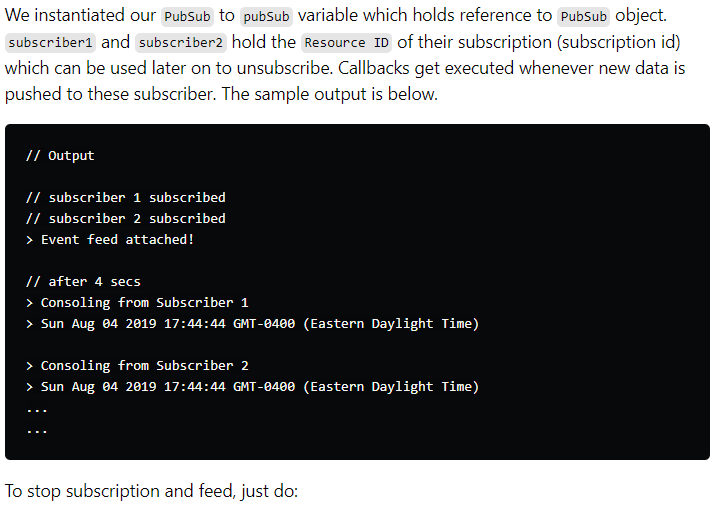 We instantiated our PubSub to pubSub variable which holds reference to PubSub object.
subscriber1 and subscriber2 hold the Resource ID of their subscription (subscription id)
which can be used later on to unsubscribe. Callbacks get executed whenever new data is
pushed to these subscriber. The sample output is below.
// Output
// subscriber 1 subscribed
// subscriber 2 subscribed
> Event feed attached!
// after 4 secs
> Consoling from Subscriber 1
> Sun Aug 04 2019 17:44:44 GMT-0400 (Eastern Daylight Time)
> Consoling from Subscriber 2
> Sun Aug 04 2019 17:44:44 GMT-0400 (Eastern Daylight Time)
...
...
To stop subscription and feed, just do: